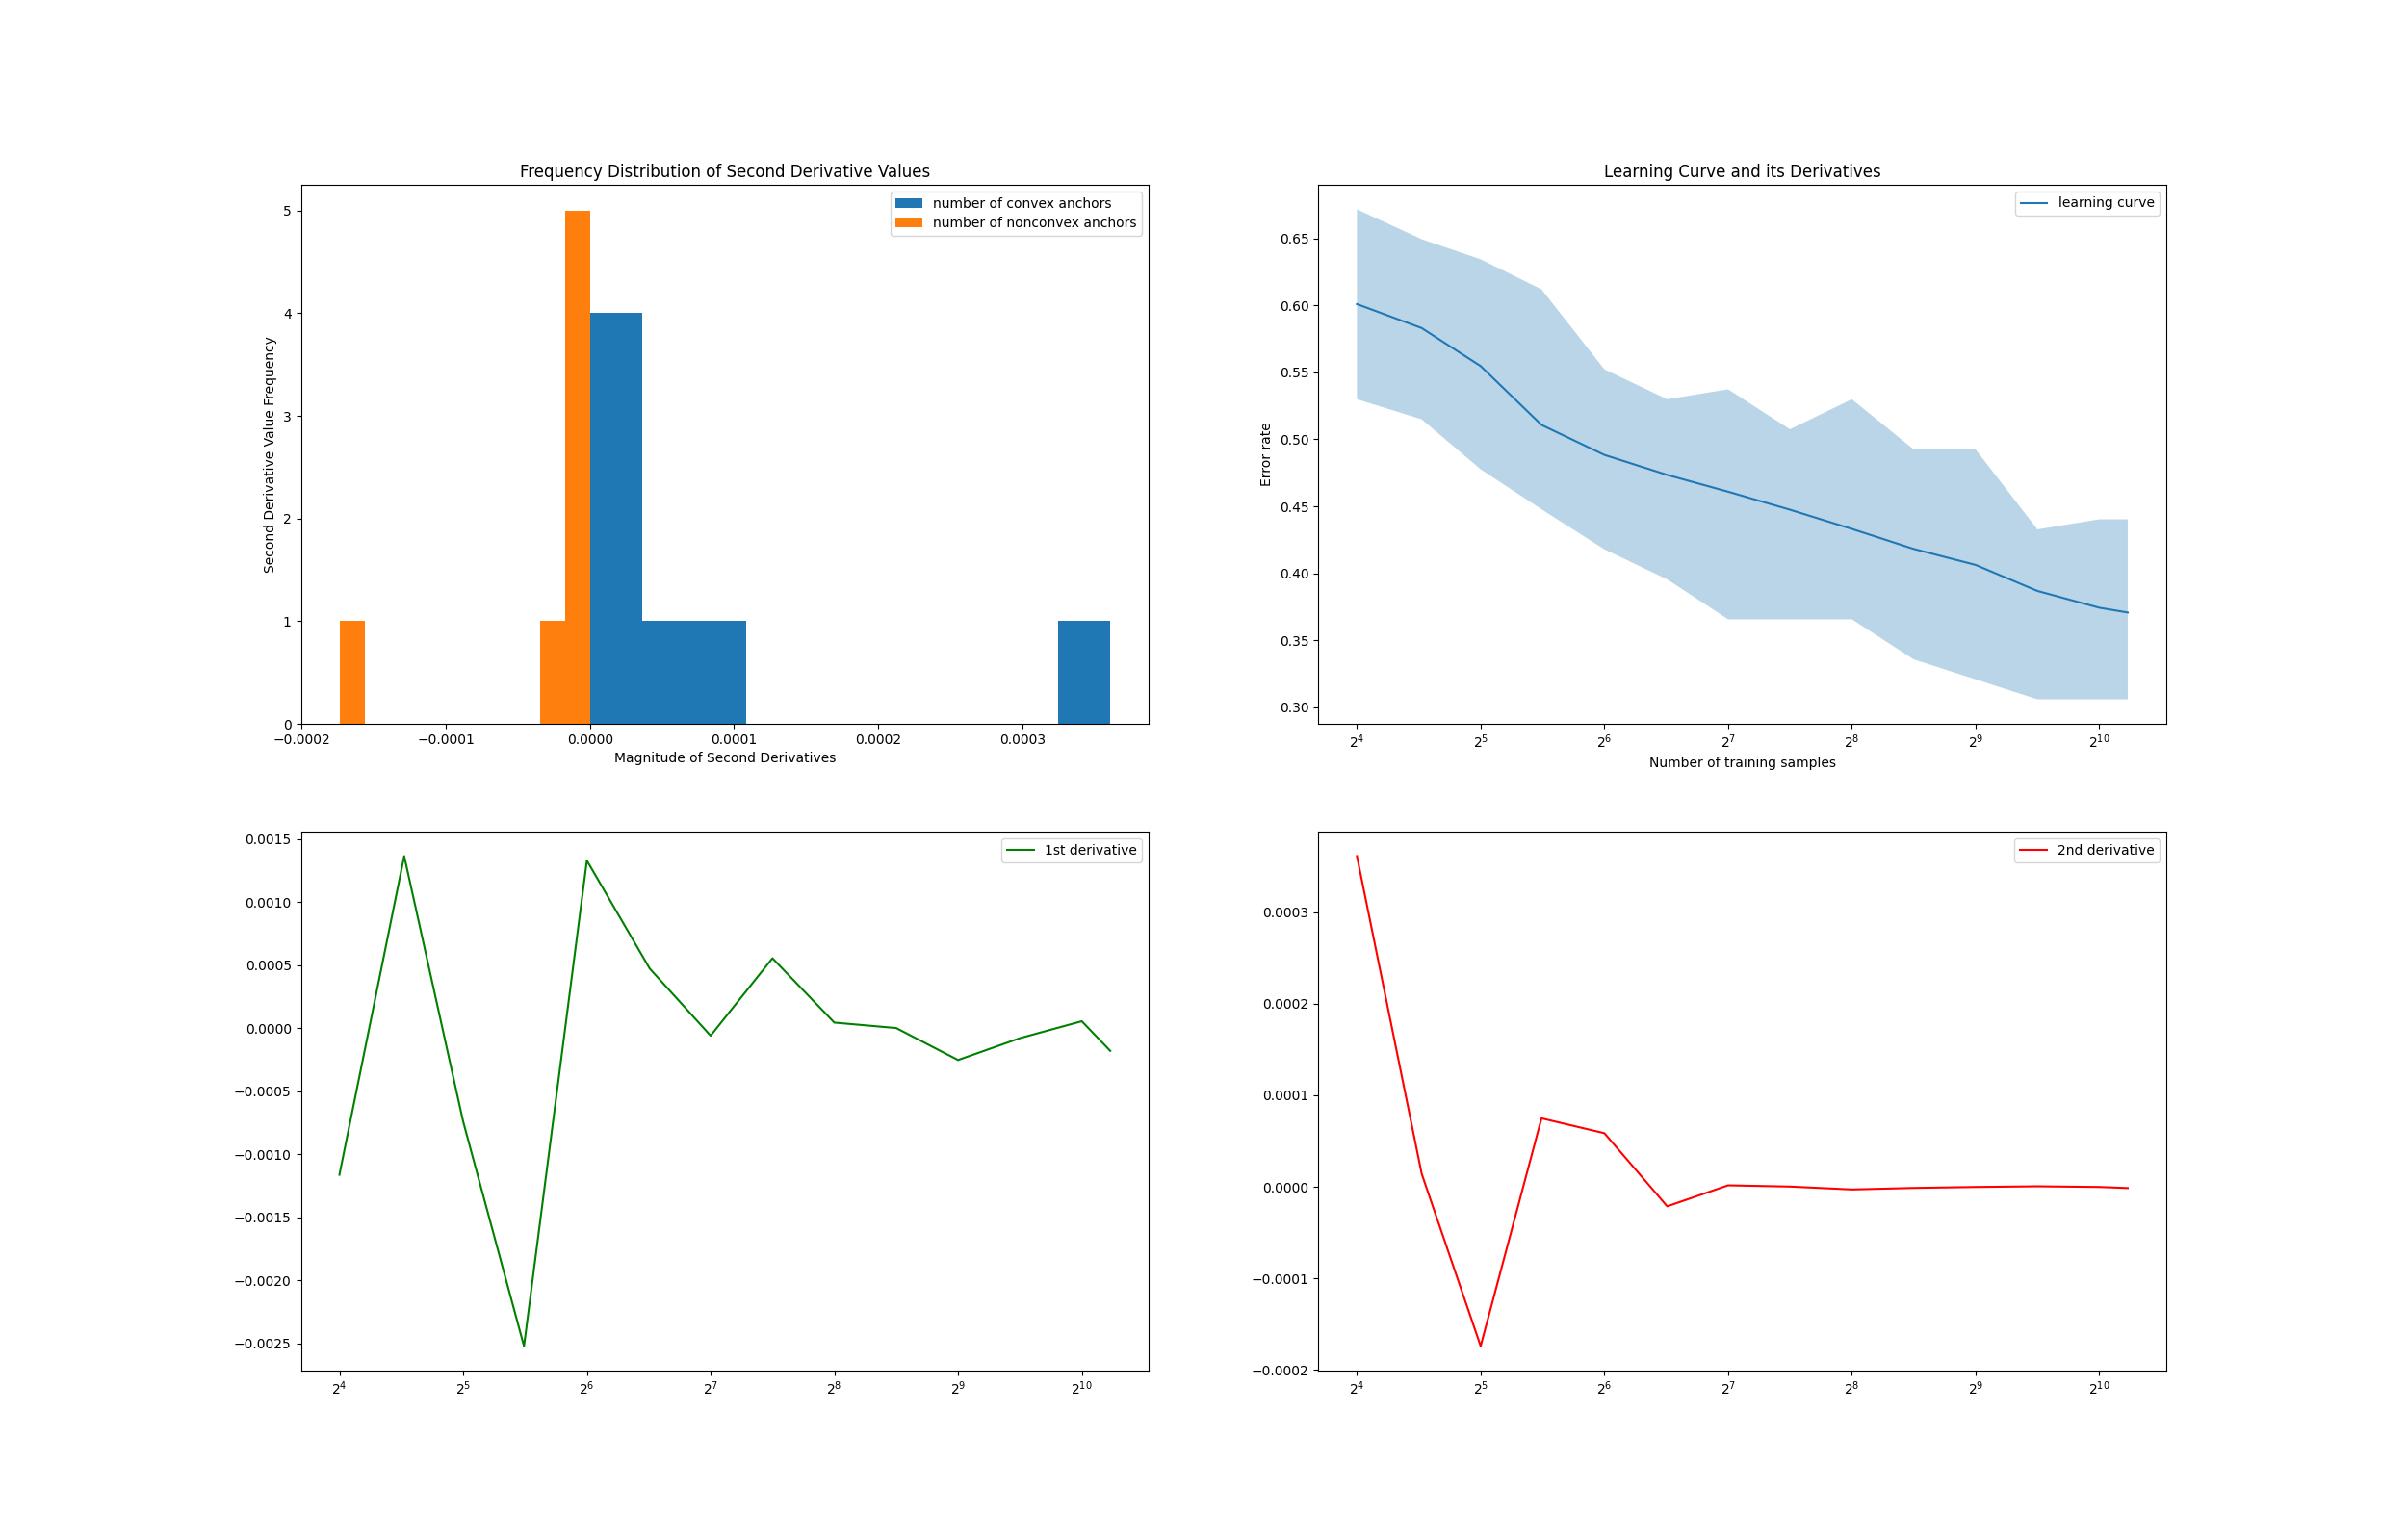 Frequency Distribution of Second Derivative Values
number of convex anchors
number of nonconvex anchors
Second Derivative Value Frequency
5
4
3
2
1
0
−0.0002 −0.0001 0.0000 0.0001 0.0002 0.0003
Magnitude of Second Derivatives
Learning Curve and its Derivatives
learning curve
Error rate
0.65
0.60
0.55
0.50
0.45
0.40
0.35
0.30
2⁴ 2⁵ 2⁶ 2⁷ 2⁸ 2⁹ 2¹⁰
Number of training samples
1st derivative
0.0015
0.0010
0.0005
0.0000
−0.0005
−0.0010
−0.0015
−0.0020
−0.0025
2⁴ 2⁵ 2⁶ 2⁷ 2⁸ 2⁹ 2¹⁰
2nd derivative
0.0003
0.0002
0.0001
0.0000
−0.0001
−0.0002
2⁴ 2⁵ 2⁶ 2⁷ 2⁸ 2⁹ 2¹⁰